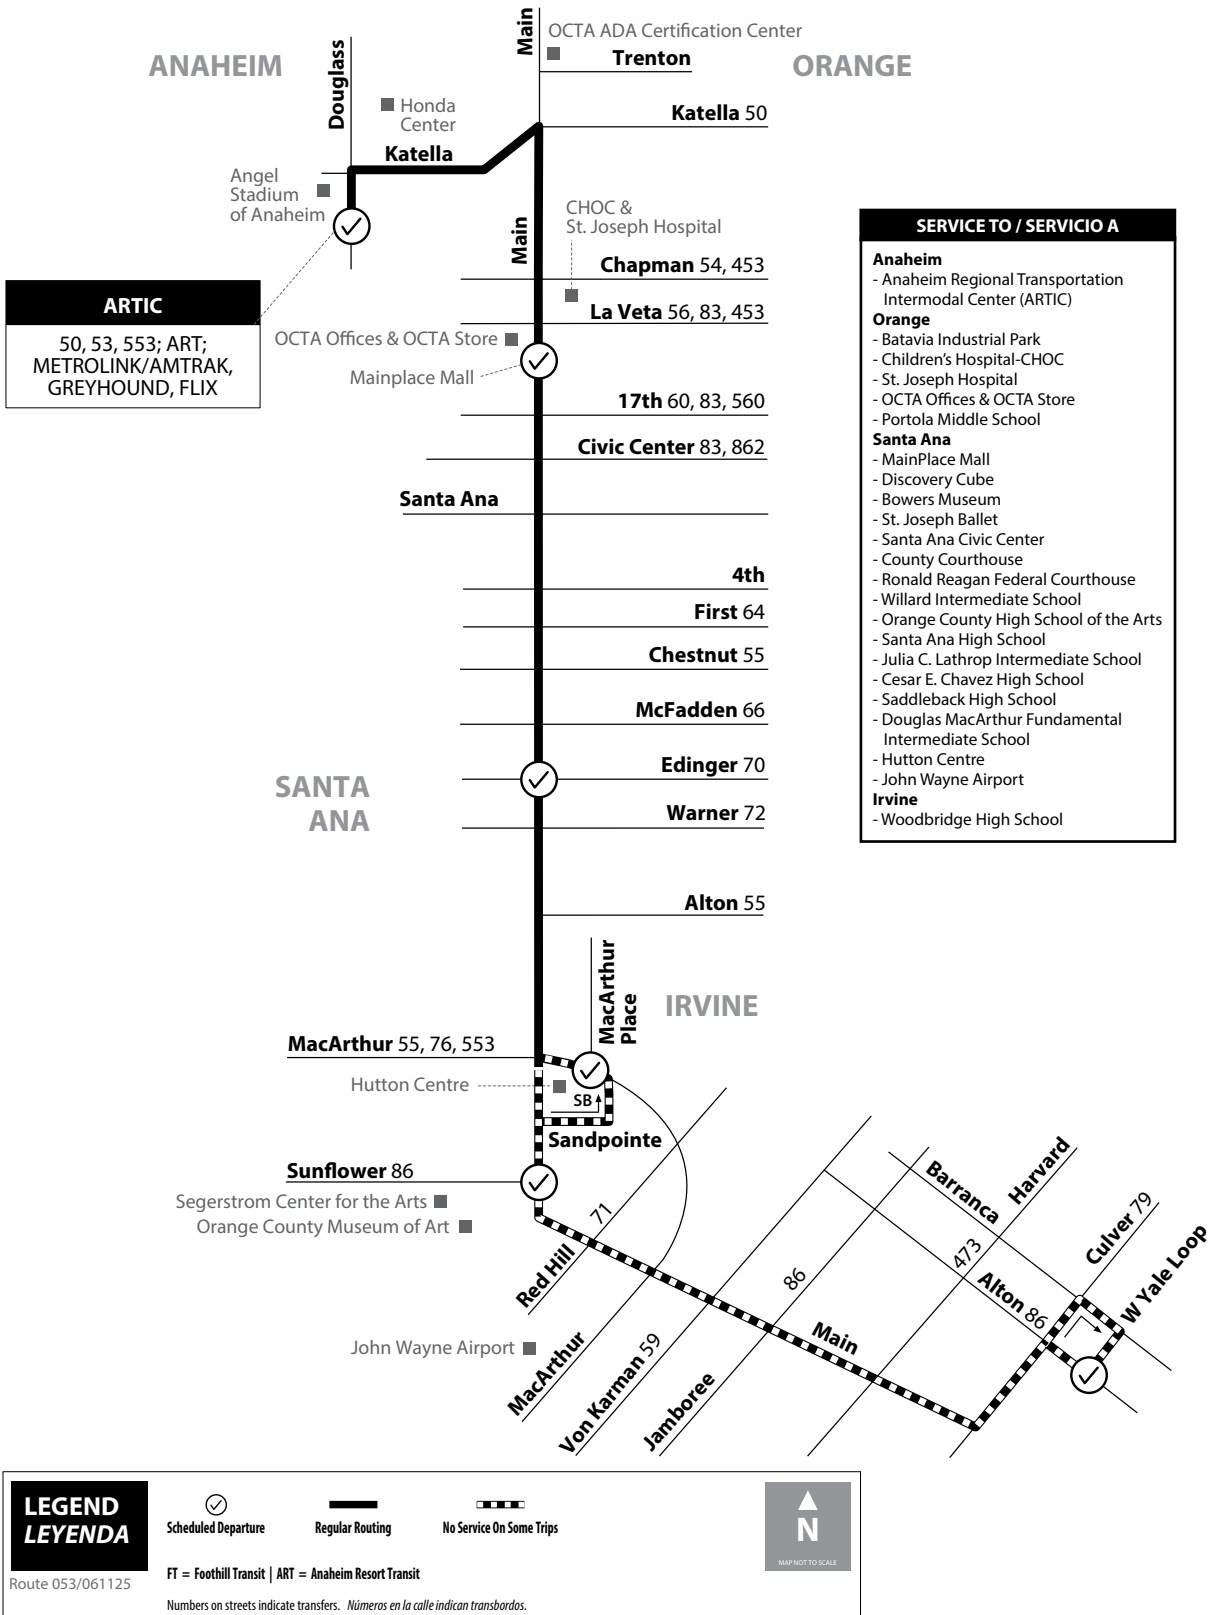 Main
OCTA ADA Certification Center
Trenton
ANAHEIM
ORANGE
Douglass
Honda
Center
Katella 50
Katella
Angel
Stadium
of Anaheim
CHOC &
St. Joseph Hospital
Main
Chapman 54, 453
La Veta 56, 83, 453
ARTIC
50, 53, 553; ART;
METROLINK/AMTRAK,
GREYHOUND, FLIX
OCTA Offices & OCTA Store
Mainplace Mall
17th 60, 83, 560
Civic Center 83, 862
Santa Ana
4th
First 64
Chestnut 55
McFadden 66
Edinger 70
SANTA
ANA
Warner 72
Alton 55
MacArthur
Place
IRVINE
MacArthur 55, 76, 553
Hutton Centre
SB
Sandpointe
Sunflower 86
Segerstrom Center for the Arts
Orange County Museum of Art
Red Hill 71
John Wayne Airport
MacArthur
Von Karman 59
Jamboree
86
Main
Barranca
Harvard
473
Alton 86
Culver 79
W Yale Loop
SERVICE TO / SERVICIO A
Anaheim
- Anaheim Regional Transportation
Intermodal Center (ARTIC)
Orange
- Batavia Industrial Park
- Children’s Hospital-CHOC
- St. Joseph Hospital
- OCTA Offices & OCTA Store
- Portola Middle School
Santa Ana
- MainPlace Mall
- Discovery Cube
- Bowers Museum
- St. Joseph Ballet
- Santa Ana Civic Center
- County Courthouse
- Ronald Reagan Federal Courthouse
- Willard Intermediate School
- Orange County High School of the Arts
- Santa Ana High School
- Julia C. Lathrop Intermediate School
- Cesar E. Chavez High School
- Saddleback High School
- Douglas MacArthur Fundamental
Intermediate School
- Hutton Centre
- John Wayne Airport
Irvine
- Woodbridge High School
LEGEND
LEYENDA
Scheduled Departure
Regular Routing
No Service On Some Trips
N
MAP NOT TO SCALE
FT = Foothill Transit | ART = Anaheim Resort Transit
Route 053/061125
Numbers on streets indicate transfers. Números en la calle indican transbordos.